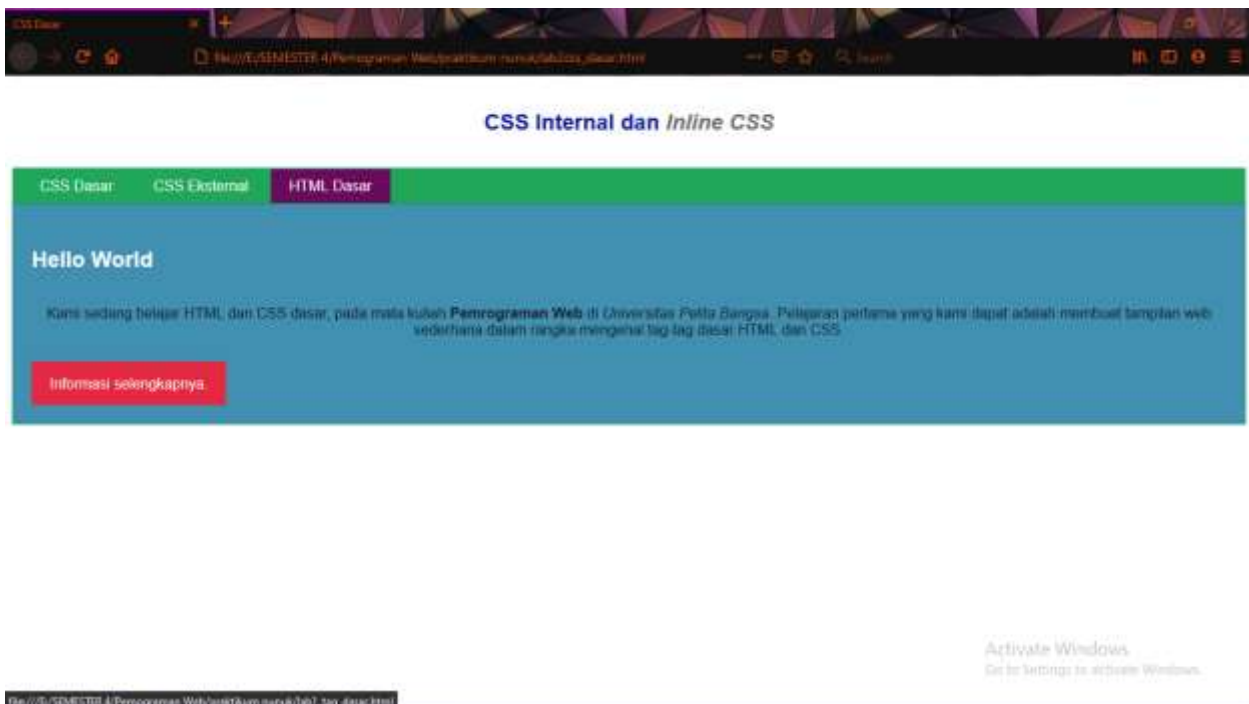 CSS Dasar
Search
CSS Internal dan Inline CSS
CSS Dasar CSS Eksternal HTML Dasar
Hello World
Kami sedang belajar HTML dan CSS dasar, pada mata kuliah Pemrograman Web di Universitas Pelita Bangsa. Pelajaran pertama yang kami dapat adalah membuat tampilan web
sederhana dalam rangka mengenal tag-tag dasar HTML dan CSS.
Informasi selengkapnya.
Activate Windows
Go to Settings to activate Windows.